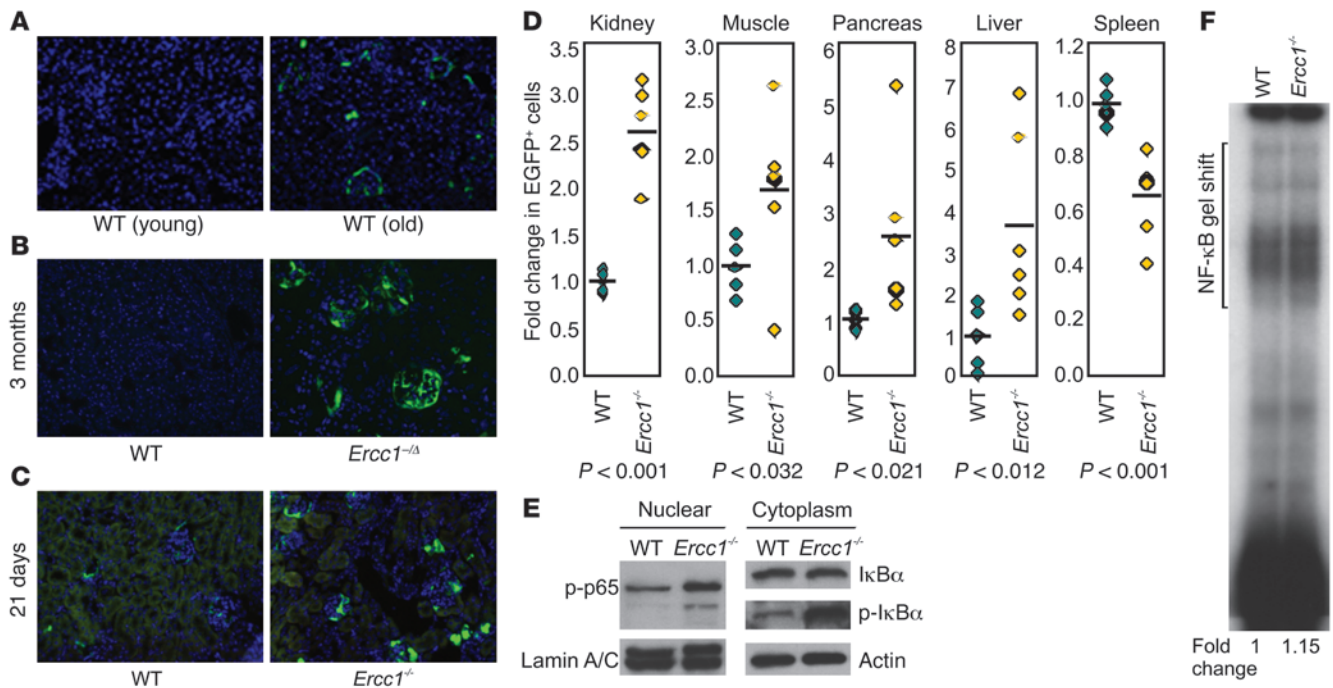 A
WT (young)
WT (old)
B
3 months
WT
Ercc1⁻ᐟᐞ
C
21 days
WT
Ercc1⁻ᐟ⁻
D
Kidney
Muscle
Pancreas
Liver
Spleen
Fold change in EGFP⁺ cells
3.5
3.0
2.5
2.0
1.5
1.0
0.5
0.0
3.0
2.5
2.0
1.5
1.0
0.5
0.0
6
5
4
3
2
1
0
8
7
6
5
4
3
2
1
0
1.2
1.0
0.8
0.6
0.4
0.2
0.0
WT
Ercc1⁻ᐟ⁻
WT
Ercc1⁻ᐟ⁻
WT
Ercc1⁻ᐟ⁻
WT
Ercc1⁻ᐟ⁻
WT
Ercc1⁻ᐟ⁻
P < 0.001
P < 0.032
P < 0.021
P < 0.012
P < 0.001
E
Nuclear
Cytoplasm
WT Ercc1⁻ᐟ⁻
WT Ercc1⁻ᐟ⁻
p-p65
IκBα
p-IκBα
Lamin A/C
Actin
F
WT
Ercc1⁻ᐟ⁻
NF-κB gel shift
Fold 1 1.15
change